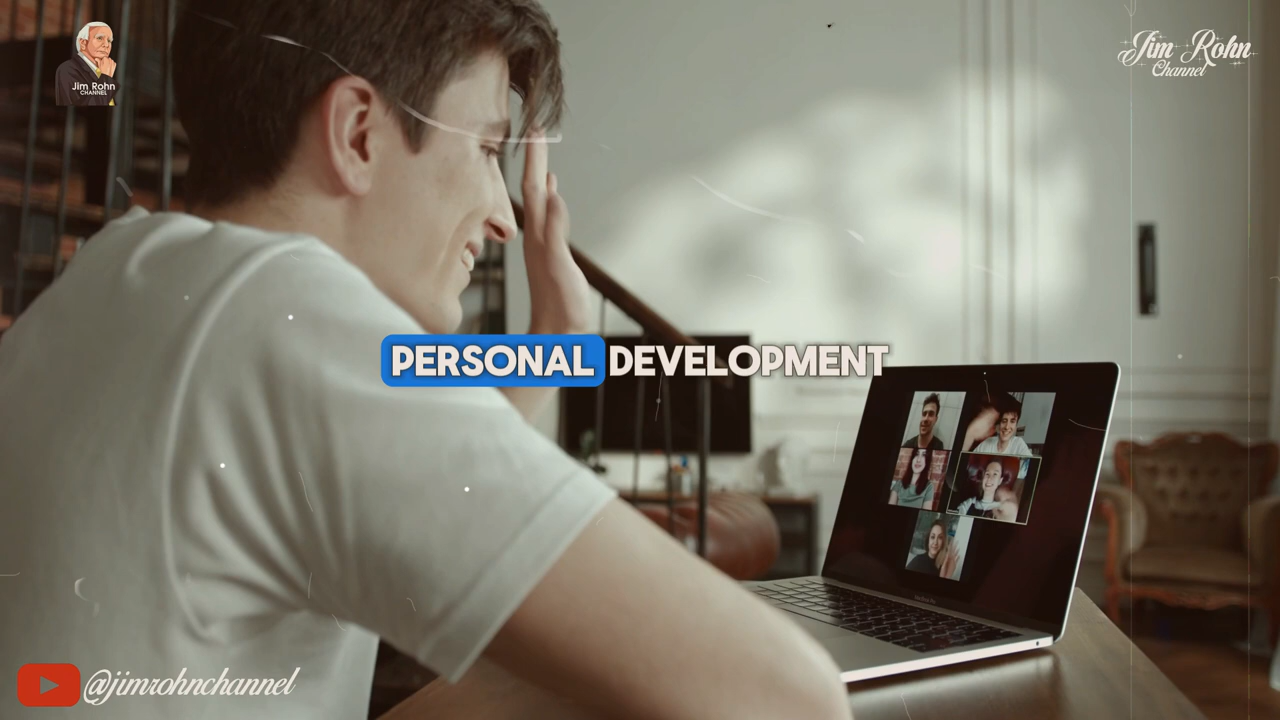 Jim Rohn
CHANNEL
Jim Rohn
Channel
PERSONAL DEVELOPMENT
@jimrohnchannel